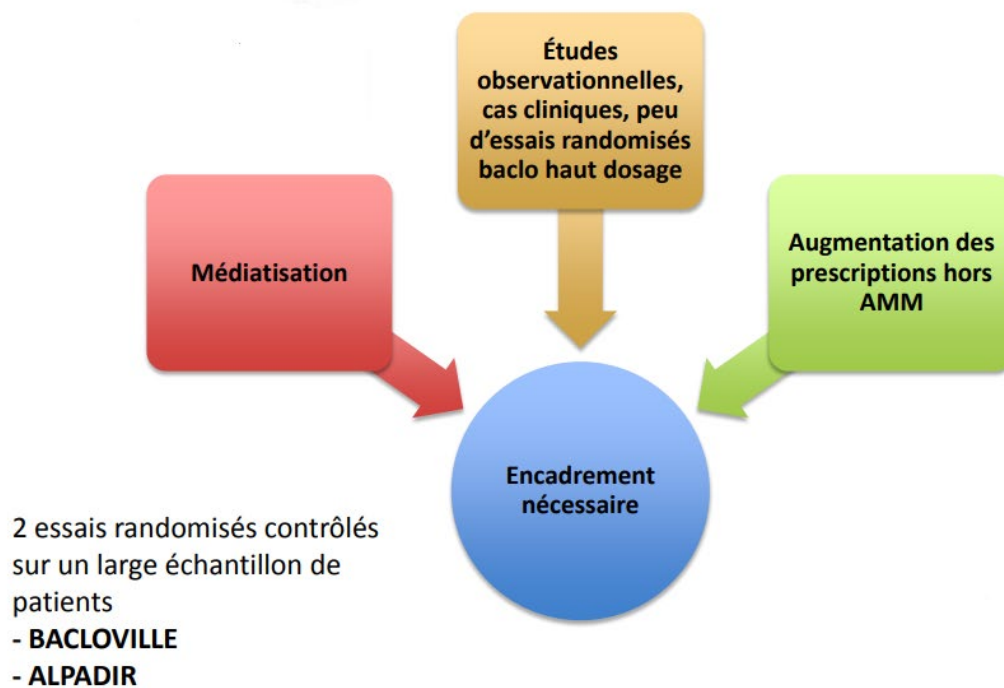 Études
observationnelles,
cas cliniques, peu
d’essais randomisés
baclo haut dosage
Médiatisation
Augmentation des
prescriptions hors
AMM
Encadrement
nécessaire
2 essais randomisés contrôlés
sur un large échantillon de
patients
- BACLOVILLE
- ALPADIR